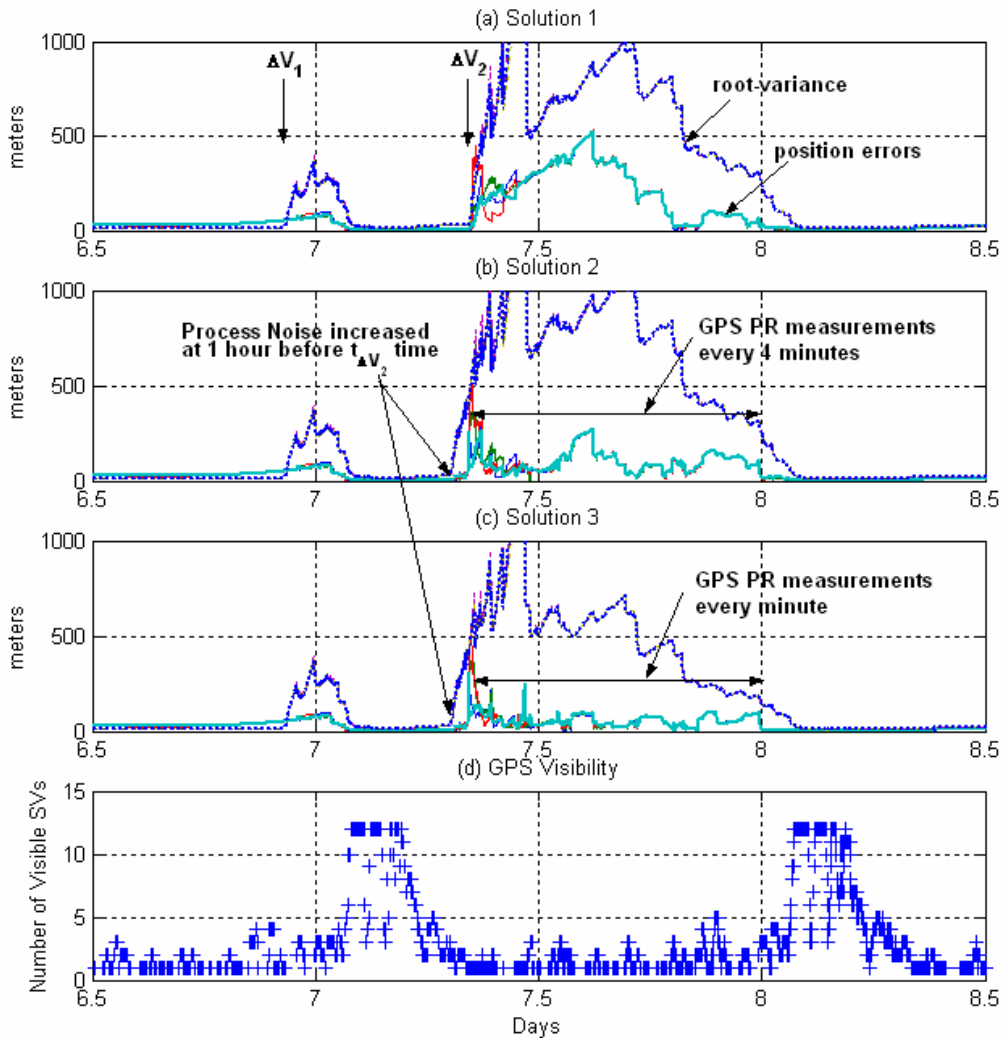 (a) Solution 1
1000
500
0
meters
ΔV1
ΔV2
root-variance
position errors
6.5 7 7.5 8 8.5
(b) Solution 2
1000
500
0
meters
Process Noise increased
at 1 hour before tΔV2 time
GPS PR measurements
every 4 minutes
6.5 7 7.5 8 8.5
(c) Solution 3
1000
500
0
meters
GPS PR measurements
every minute
6.5 7 7.5 8 8.5
(d) GPS Visibility
15
10
5
0
Number of Visible SVs
6.5 7 7.5 8 8.5
Days